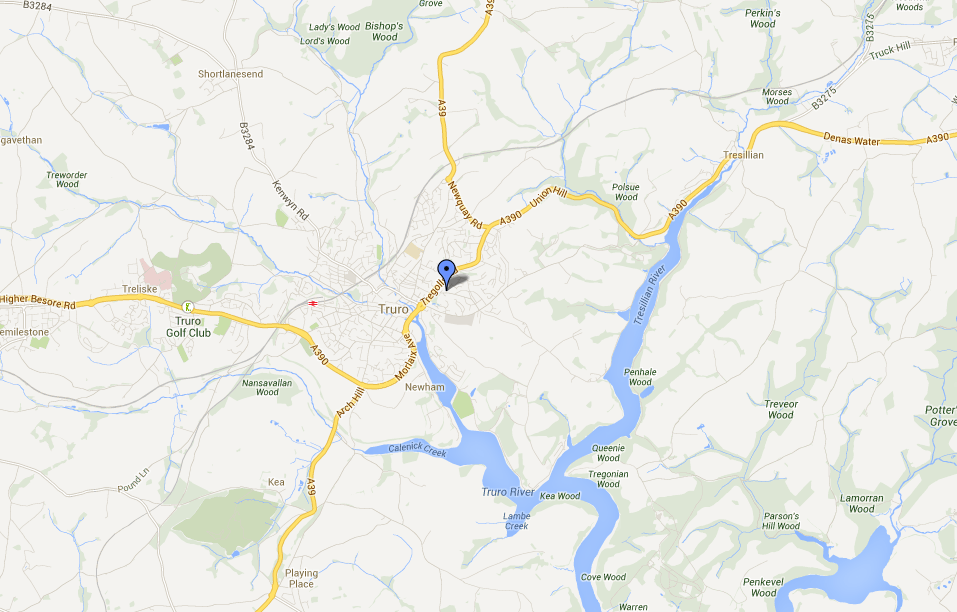 B3284
Grove
A39
Lady's Wood
Bishop's
Wood
Lord's Wood
Perkin's
Wood
B3275
Woods
Truck Hill
Shortlanesend
A39
Morses
Wood
B3275
B3284
gavethan
Denas Water
A390
Tresillian
Treworder
Wood
Kenwyn Rd
Newquay Rd
A390
Union Hill
Polsue
Wood
A390
Treliske
Higher Besore Rd
Tresillian River
Truro
emilestone
Truro
Golf Club
A390
Morlaix Ave
Newham
Nansavallan
Wood
Arch Hill
Penhale
Wood
Treveor
Wood
Potter's
Grove
Calenick Creek
Queenie
Wood
Pound Ln
Kea
A39
Tregonian
Wood
Truro River
Kea Wood
Lamorran
Wood
Lambe
Creek
Parson's
Hill Wood
Playing
Place
Cove Wood
Penkevel
Wood
Warren